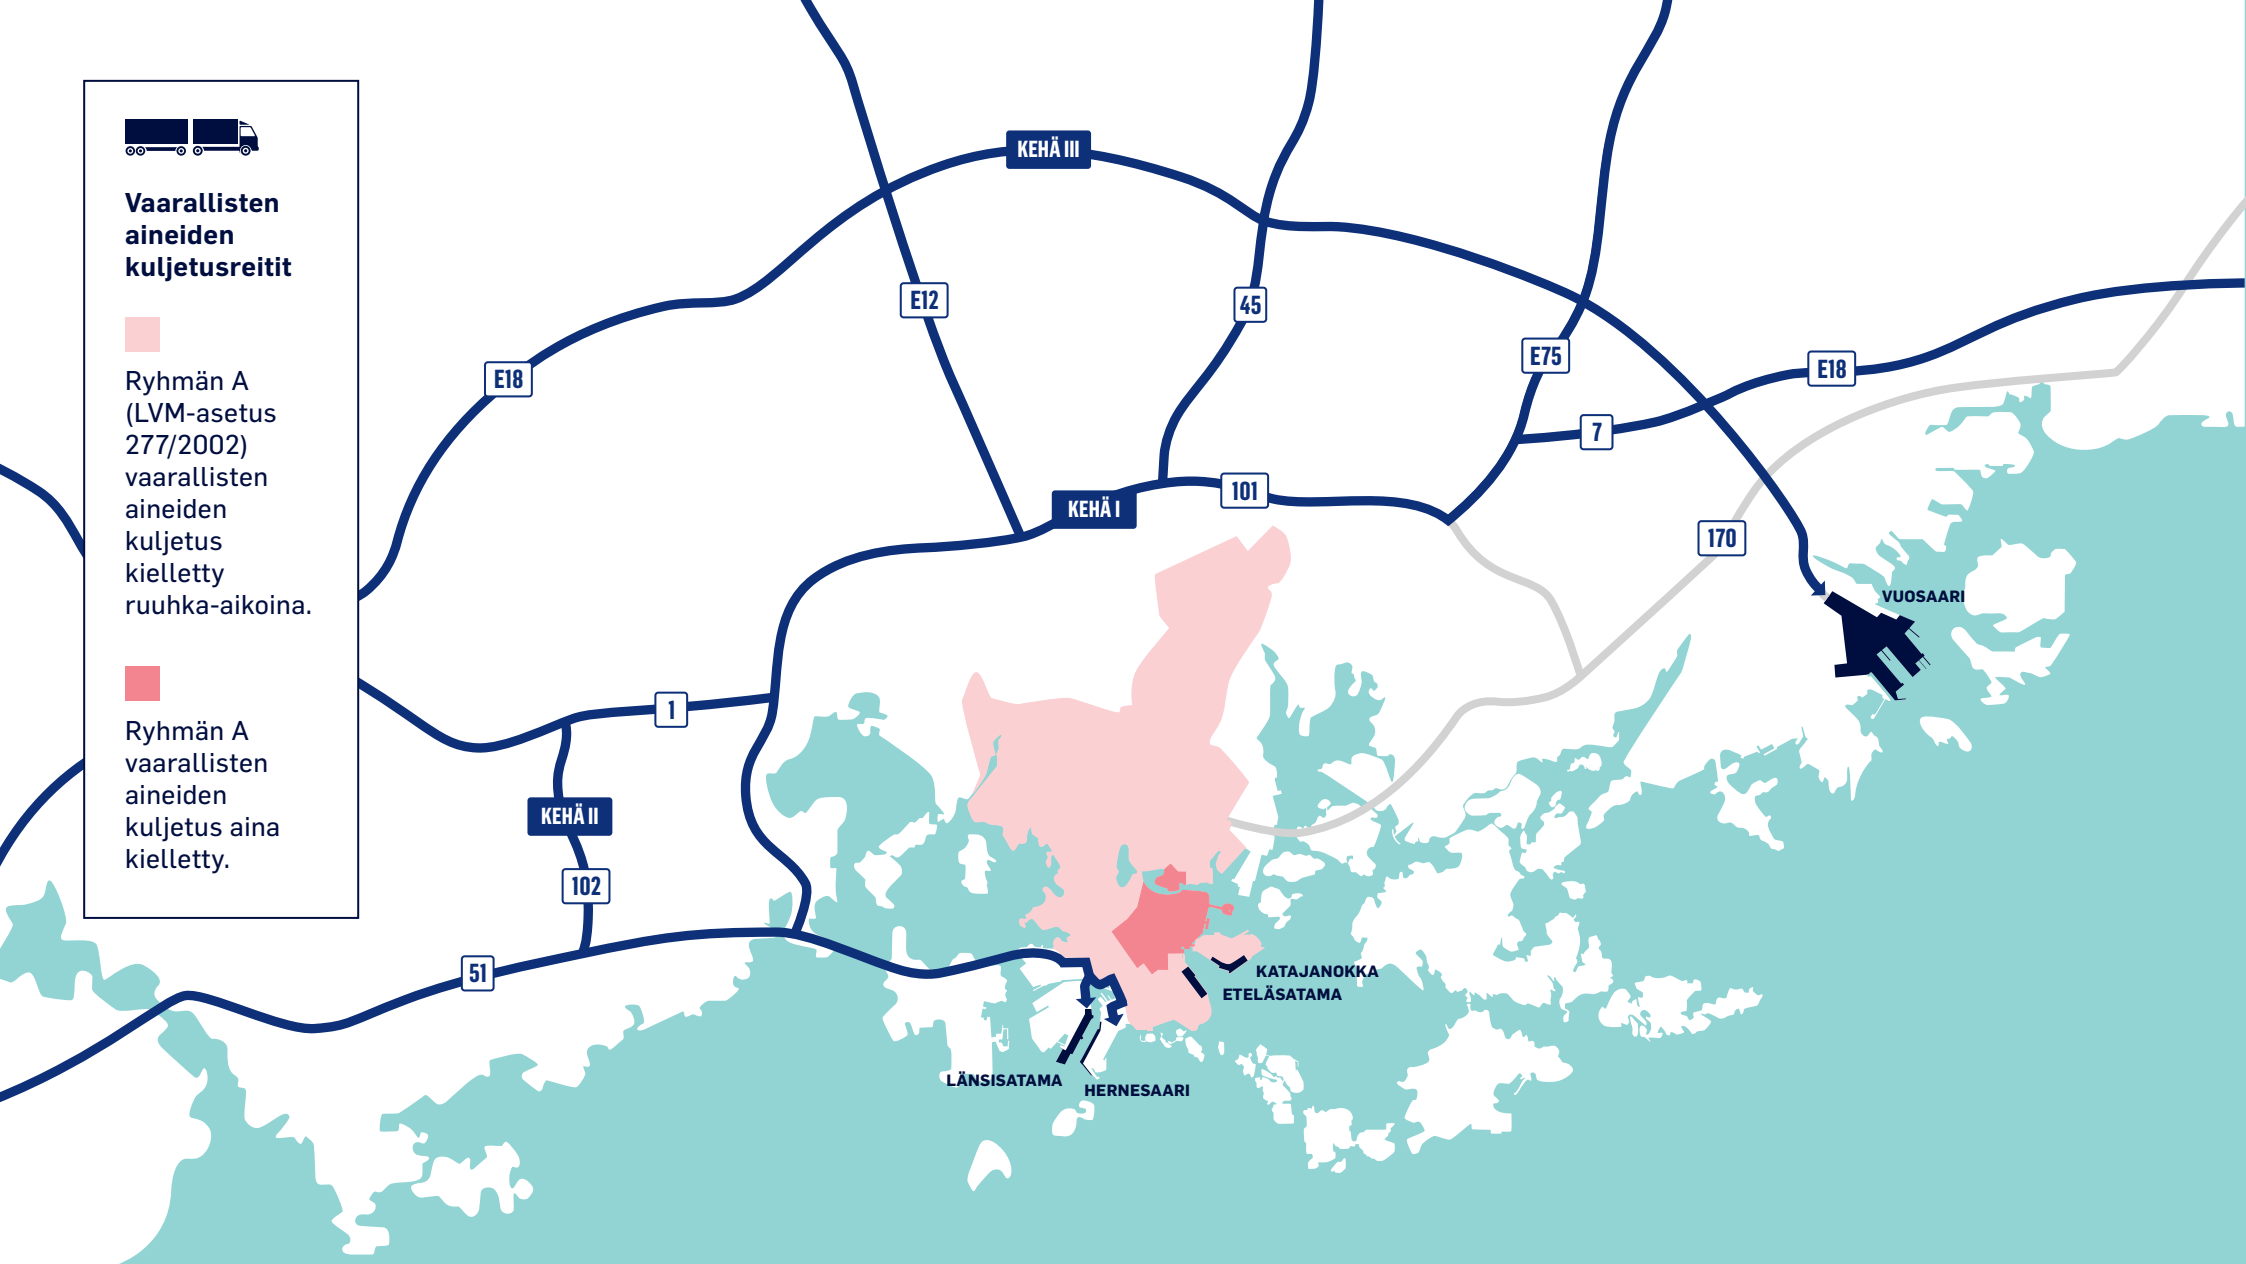 Vaarallisten
aineiden
kuljetusreitit
Ryhmän A
(LVM-asetus
277/2002)
vaarallisten
aineiden
kuljetus
kielletty
ruuhka-aikoina.
Ryhmän A
vaarallisten
aineiden
kuljetus aina
kielletty.
KEHÄ III
E12
45
E75
E18
E18
7
KEHÄ I
101
170
VUOSAARI
1
KEHÄ II
102
51
KATAJANOKKA
ETELÄSATAMA
LÄNSISATAMA
HERNESAARI